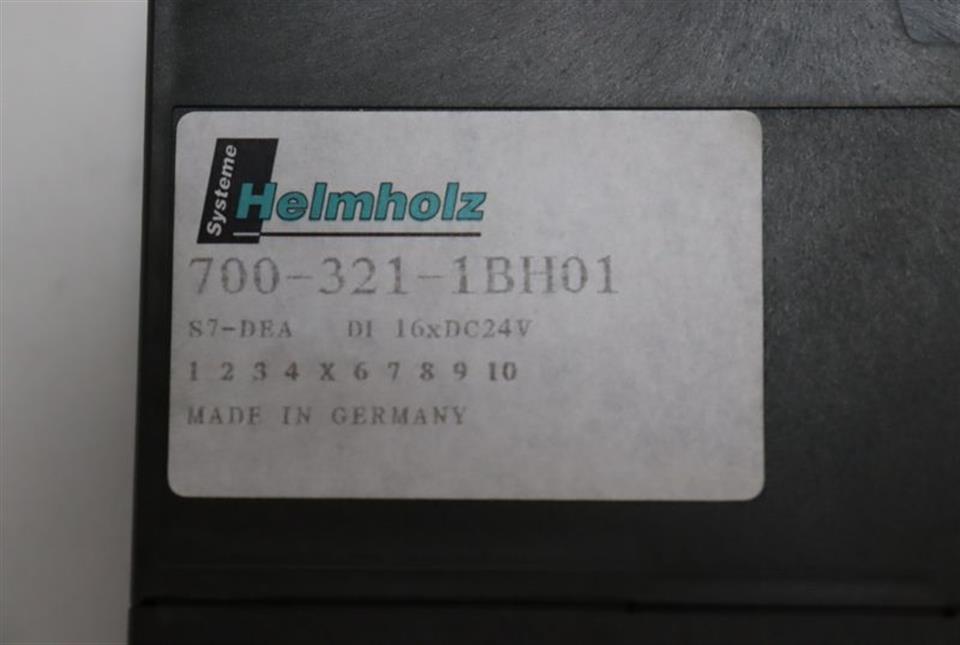 Systeme
Helmholz
700-321-1BH01
S7-DEA DI 16xDC24V
1 2 3 4 X 6 7 8 9 10
MADE IN GERMANY